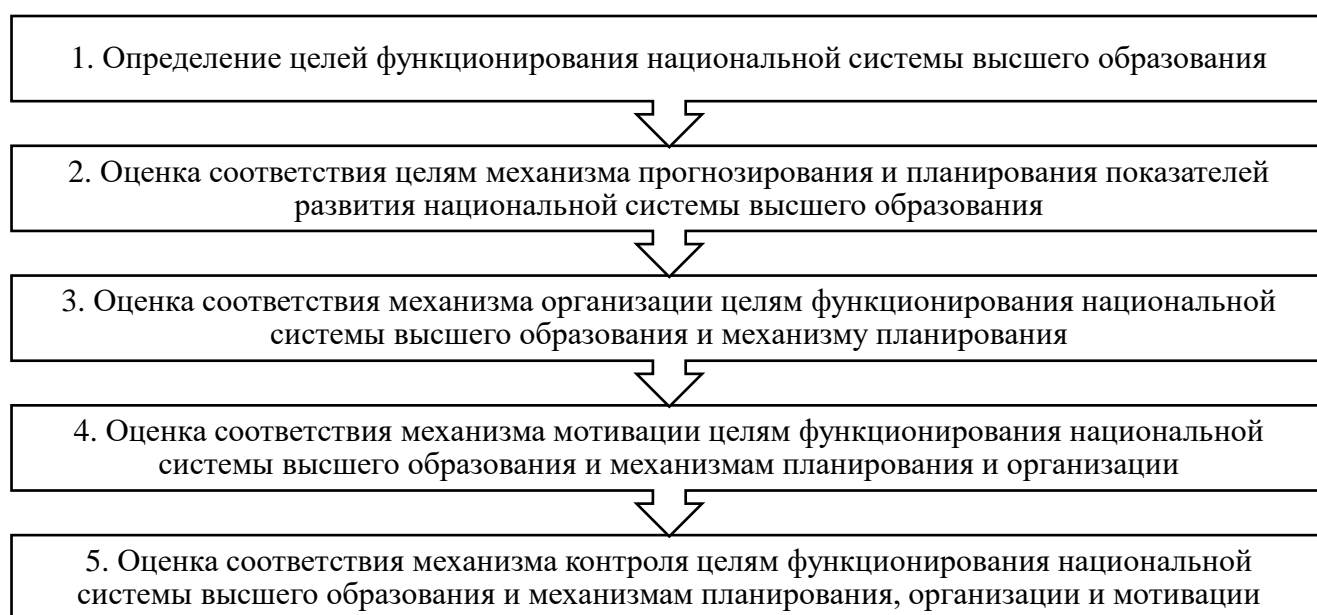 1. Определение целей функционирования национальной системы высшего образования
2. Оценка соответствия целям механизма прогнозирования и планирования показателей
развития национальной системы высшего образования
3. Оценка соответствия механизма организации целям функционирования национальной
системы высшего образования и механизму планирования
4. Оценка соответствия механизма мотивации целям функционирования национальной
системы высшего образования и механизмам планирования и организации
5. Оценка соответствия механизма контроля целям функционирования национальной
системы высшего образования и механизмам планирования, организации и мотивации